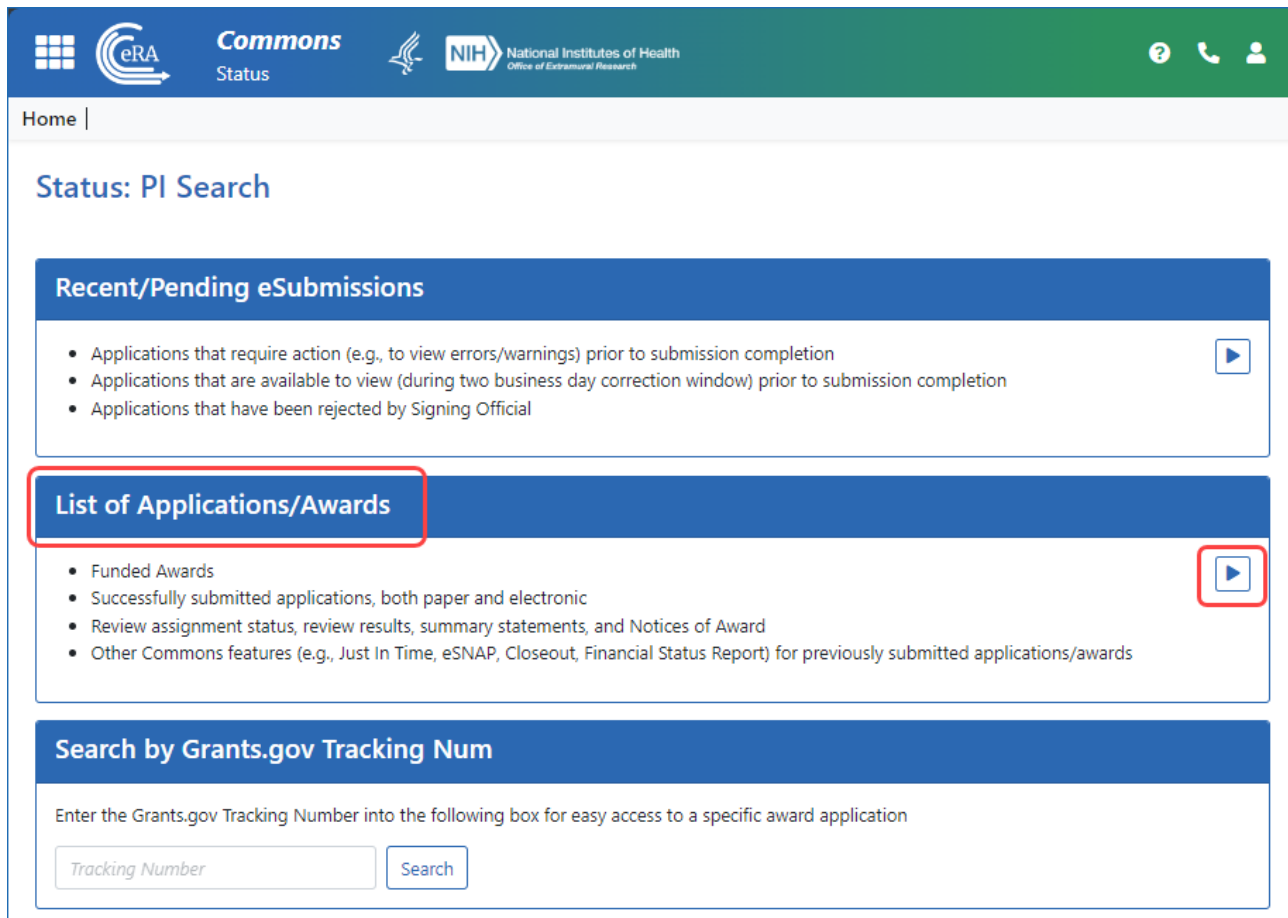 eRA
Commons
Status
NIH National Institutes of Health
Office of Extramural Research
Home |
Status: PI Search
Recent/Pending eSubmissions
• Applications that require action (e.g., to view errors/warnings) prior to submission completion
• Applications that are available to view (during two business day correction window) prior to submission completion
• Applications that have been rejected by Signing Official
List of Applications/Awards
• Funded Awards
• Successfully submitted applications, both paper and electronic
• Review assignment status, review results, summary statements, and Notices of Award
• Other Commons features (e.g., Just In Time, eSNAP, Closeout, Financial Status Report) for previously submitted applications/awards
Search by Grants.gov Tracking Num
Enter the Grants.gov Tracking Number into the following box for easy access to a specific award application
Tracking Number Search